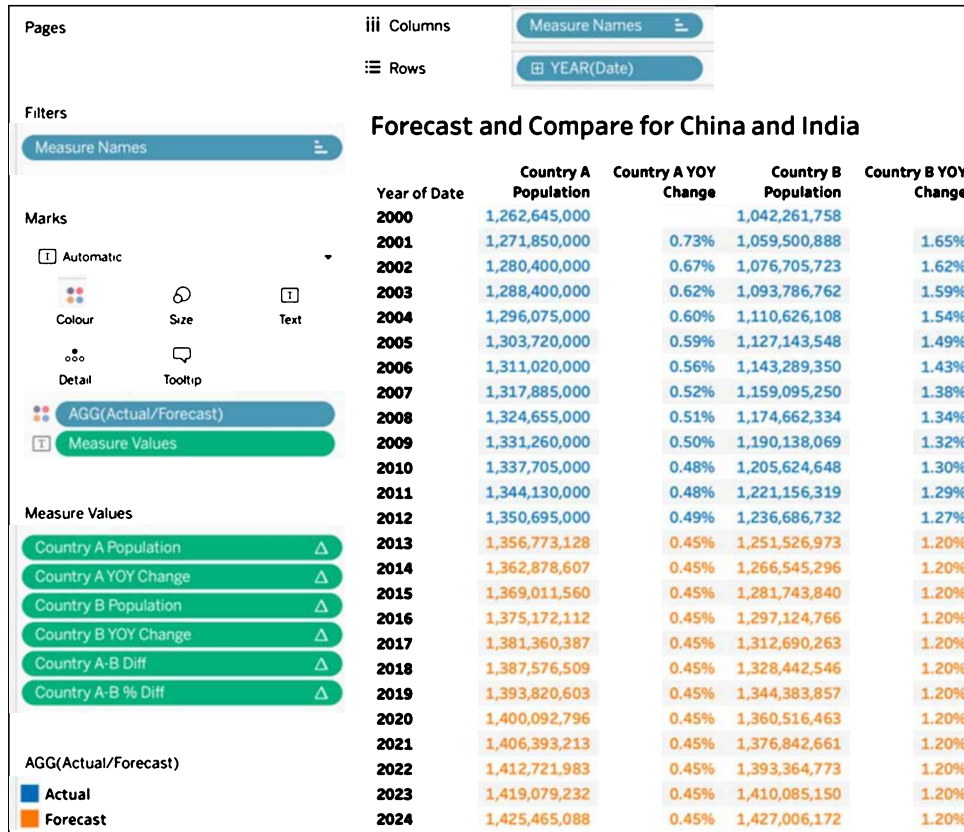 Pages
Columns Measure Names
Rows YEAR(Date)
Filters
Measure Names
Forecast and Compare for China and India
Year of Date Country A Population Country A YOY Change Country B Population Country B YOY Change
2000 1,262,645,000 1,042,261,758
2001 1,271,850,000 0.73% 1,059,500,888 1.65%
2002 1,280,400,000 0.67% 1,076,705,723 1.62%
2003 1,288,400,000 0.62% 1,093,786,762 1.59%
2004 1,296,075,000 0.60% 1,110,626,108 1.54%
2005 1,303,720,000 0.59% 1,127,143,548 1.49%
2006 1,311,020,000 0.56% 1,143,289,350 1.43%
2007 1,317,885,000 0.52% 1,159,095,250 1.38%
2008 1,324,655,000 0.51% 1,174,662,334 1.34%
2009 1,331,260,000 0.50% 1,190,138,069 1.32%
2010 1,337,705,000 0.48% 1,205,624,648 1.30%
2011 1,344,130,000 0.48% 1,221,156,319 1.29%
2012 1,350,695,000 0.49% 1,236,686,732 1.27%
2013 1,356,773,128 0.45% 1,251,526,973 1.20%
2014 1,362,878,607 0.45% 1,266,545,296 1.20%
2015 1,369,011,560 0.45% 1,281,743,840 1.20%
2016 1,375,172,112 0.45% 1,297,124,766 1.20%
2017 1,381,360,387 0.45% 1,312,690,263 1.20%
2018 1,387,576,509 0.45% 1,328,442,546 1.20%
2019 1,393,820,603 0.45% 1,344,383,857 1.20%
2020 1,400,092,796 0.45% 1,360,516,463 1.20%
2021 1,406,393,213 0.45% 1,376,842,661 1.20%
2022 1,412,721,983 0.45% 1,393,364,773 1.20%
2023 1,419,079,232 0.45% 1,410,085,150 1.20%
2024 1,425,465,088 0.45% 1,427,006,172 1.20%
Marks
Automatic
Colour Size Text
Detail Tooltip
AGG(Actual/Forecast)
Measure Values
Measure Values
Country A Population
Country A YOY Change
Country B Population
Country B YOY Change
Country A-B Diff
Country A-B % Diff
AGG(Actual/Forecast)
Actual
Forecast